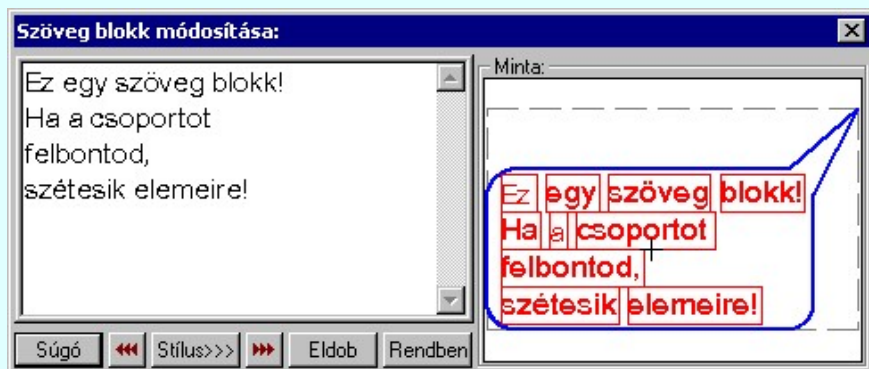 Szöveg blokk módosítása:
Ez egy szöveg blokk!
Ha a csoportot
felbontod,
szétesik elemeire!
Súgó
Stílus>>>
Eldob
Rendben
Minta:
Ez egy szöveg blokk!
Ha a csoportot
felbontod,
szétesik elemeire!